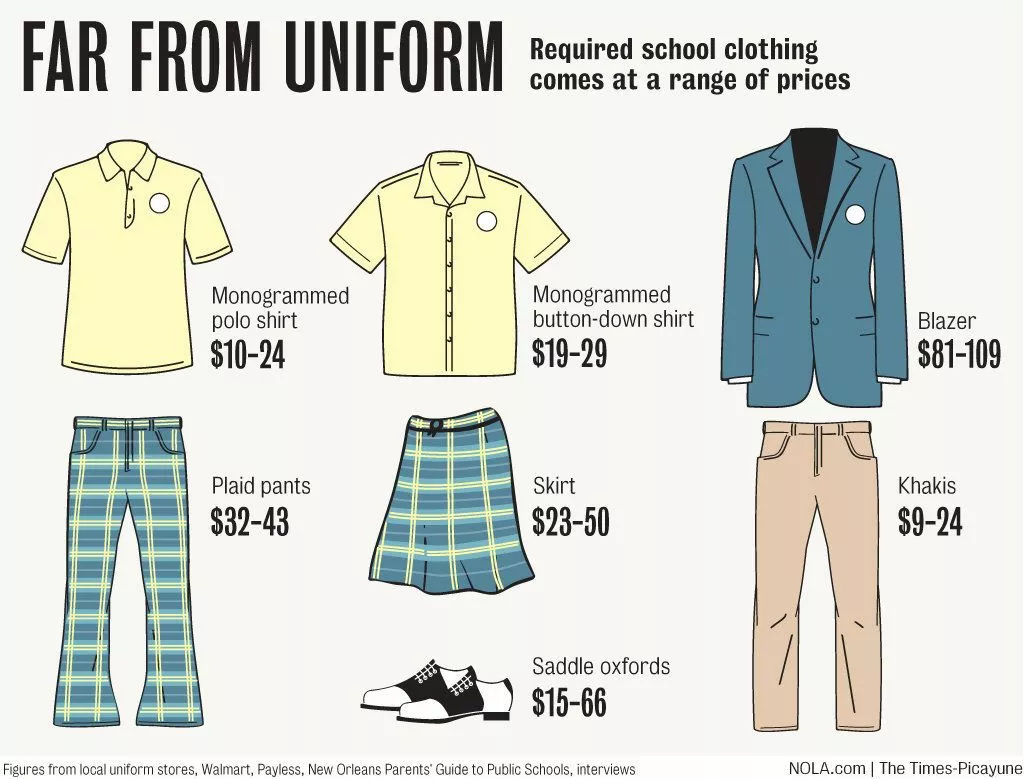 FAR FROM UNIFORM
Required school clothing
comes at a range of prices
Monogrammed
polo shirt
$10–24
Monogrammed
button-down shirt
$19–29
Blazer
$81–109
Plaid pants
$32–43
Skirt
$23–50
Khakis
$9–24
Saddle oxfords
$15–66
Figures from local uniform stores, Walmart, Payless, New Orleans Parents' Guide to Public Schools, interviews
NOLA.com | The Times-Picayune